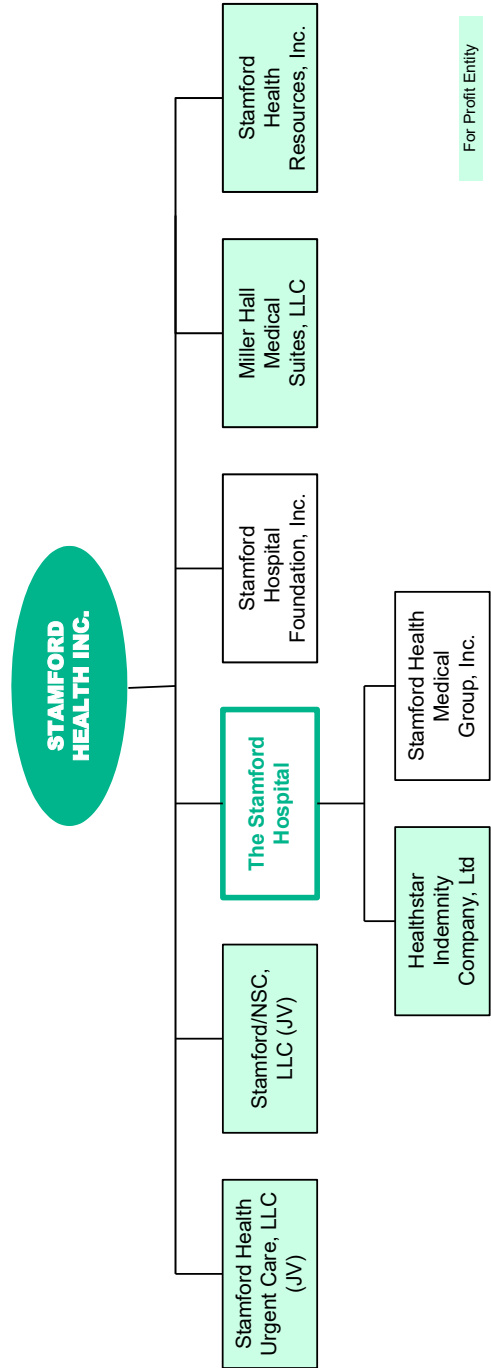 STAMFORD
HEALTH INC.
Stamford Health
Urgent Care, LLC
(JV)
Stamford/NSC,
LLC (JV)
The Stamford
Hospital
Stamford
Hospital
Foundation, Inc.
Miller Hall
Medical
Suites, LLC
Stamford
Health
Resources, Inc.
Healthstar
Indemnity
Company, Ltd
Stamford Health
Medical
Group, Inc.
For Profit Entity